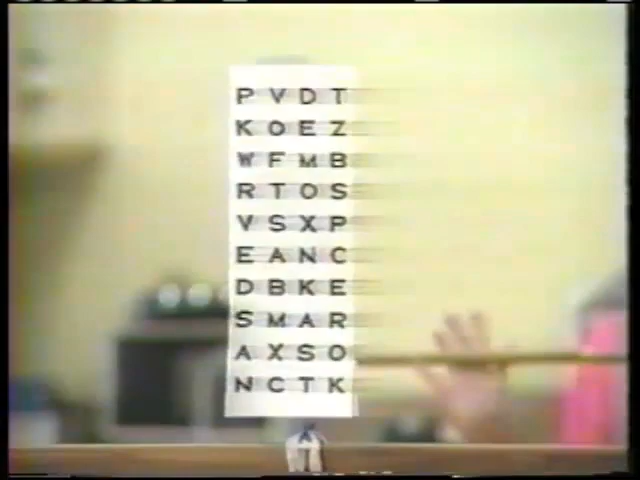 P V D T
K O E Z
W F M B
R T O S
V S X P
E A N C
D B K E
S M A R
A X S O
N C T K